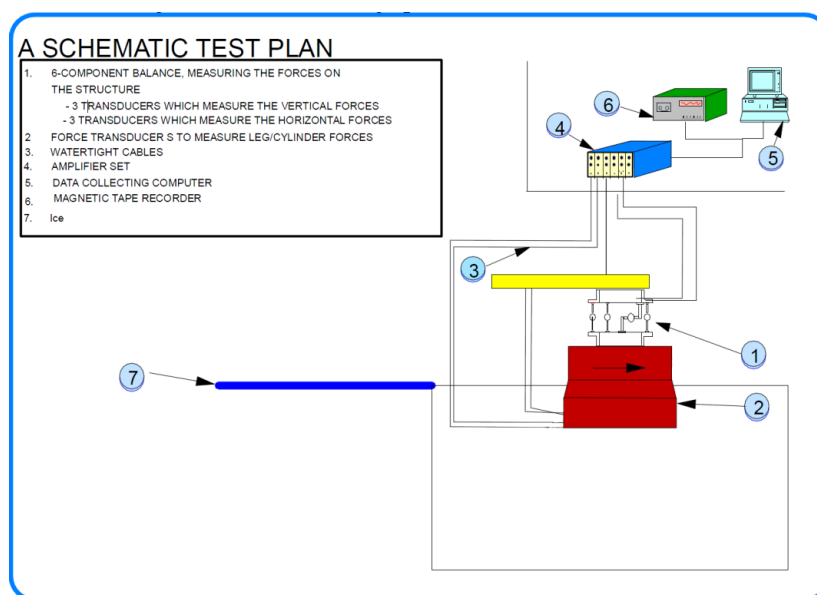 A SCHEMATIC TEST PLAN
1. 6-COMPONENT BALANCE, MEASURING THE FORCES ON
THE STRUCTURE
- 3 TRANSDUCERS WHICH MEASURE THE VERTICAL FORCES
- 3 TRANSDUCERS WHICH MEASURE THE HORIZONTAL FORCES
2 FORCE TRANSDUCER S TO MEASURE LEG/CYLINDER FORCES
3. WATERTIGHT CABLES
4. AMPLIFIER SET
5. DATA COLLECTING COMPUTER
6. MAGNETIC TAPE RECORDER
7. Ice
6
4
5
3
1
7
2